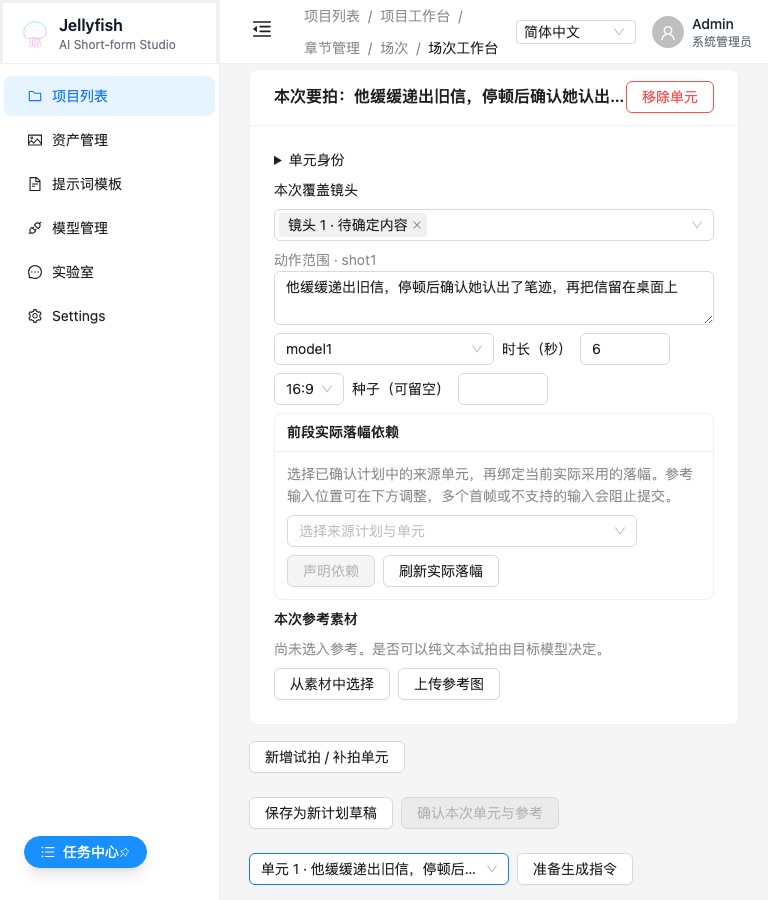 Jellyfish
AI Short-form Studio
项目列表
资产管理
提示词模板
模型管理
实验室
Settings
任务中心
项目列表 / 项目工作台 /
章节管理 / 场次 / 场次工作台
简体中文
Admin
系统管理员
本次要拍：他缓缓递出旧信，停顿后确认她认出...
移除单元
单元身份
本次覆盖镜头
镜头 1 · 待确定内容
动作范围 · shot1
他缓缓递出旧信，停顿后确认她认出了笔迹，再把信留在桌面上
model1
时长（秒）
6
16:9
种子（可留空）
前段实际落幅依赖
选择已确认计划中的来源单元，再绑定当前实际采用的落幅。参考
输入位置可在下方调整，多个首帧或不支持的输入会阻止提交。
选择来源计划与单元
声明依赖
刷新实际落幅
本次参考素材
尚未选入参考。是否可以纯文本试拍由目标模型决定。
从素材中选择
上传参考图
新增试拍 / 补拍单元
保存为新计划草稿
确认本次单元与参考
单元 1 · 他缓缓递出旧信，停顿后...
准备生成指令